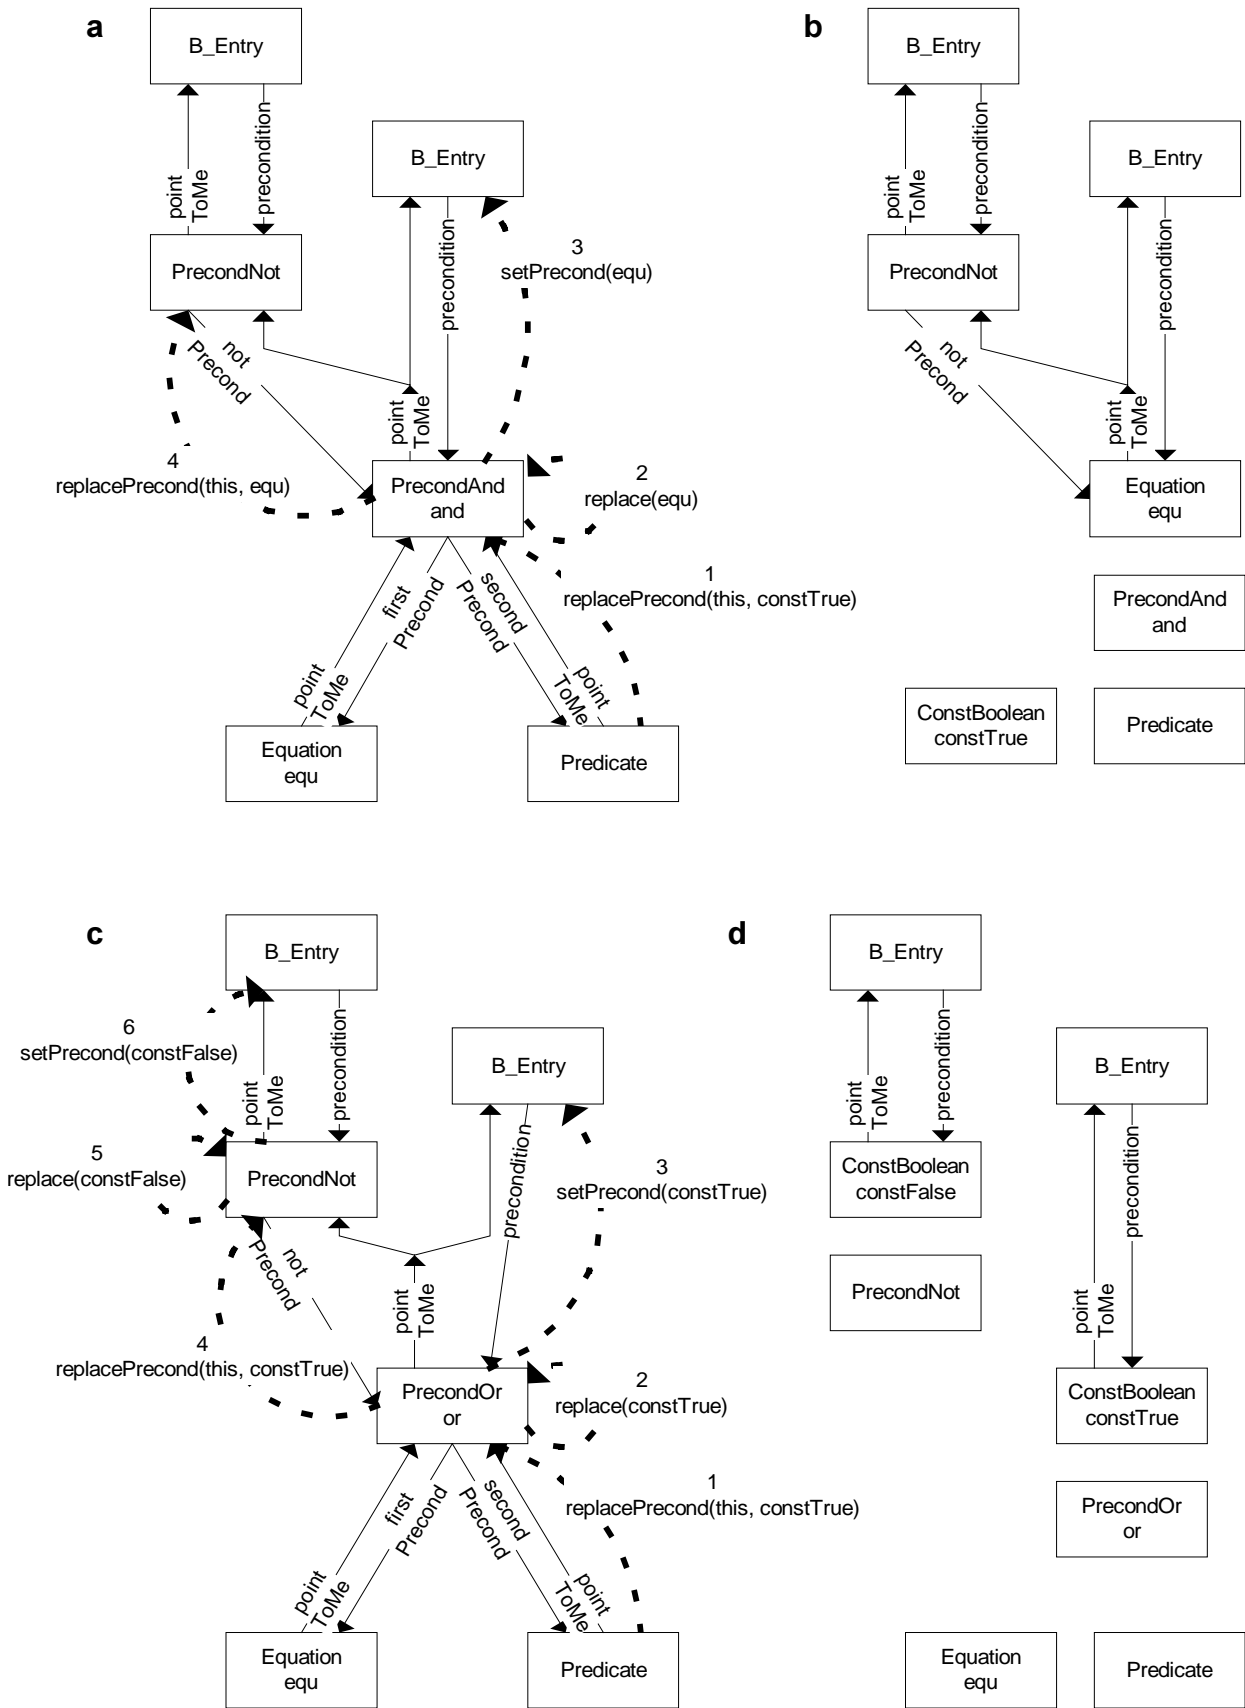 a
B_Entry
point
ToMe
precondition
B_Entry
PrecondNot
precondition
3
setPrecond(equ)
not
Precond
point
ToMe
4
replacePrecond(this, equ)
PrecondAnd
and
2
replace(equ)
1
replacePrecond(this, constTrue)
first
Precond
second
Precond
point
ToMe
point
ToMe
Equation
equ
Predicate
b
B_Entry
point
ToMe
precondition
B_Entry
PrecondNot
precondition
not
Precond
point
ToMe
Equation
equ
PrecondAnd
and
ConstBoolean
constTrue
Predicate
c
B_Entry
6
setPrecond(constFalse)
point
ToMe
precondition
B_Entry
5
replace(constFalse)
PrecondNot
precondition
3
setPrecond(constTrue)
not
Precond
point
ToMe
4
replacePrecond(this, constTrue)
PrecondOr
or
2
replace(constTrue)
1
replacePrecond(this, constTrue)
first
Precond
second
Precond
point
ToMe
point
ToMe
Equation
equ
Predicate
d
B_Entry
point
ToMe
precondition
B_Entry
ConstBoolean
constFalse
PrecondNot
point
ToMe
precondition
ConstBoolean
constTrue
PrecondOr
or
Equation
equ
Predicate